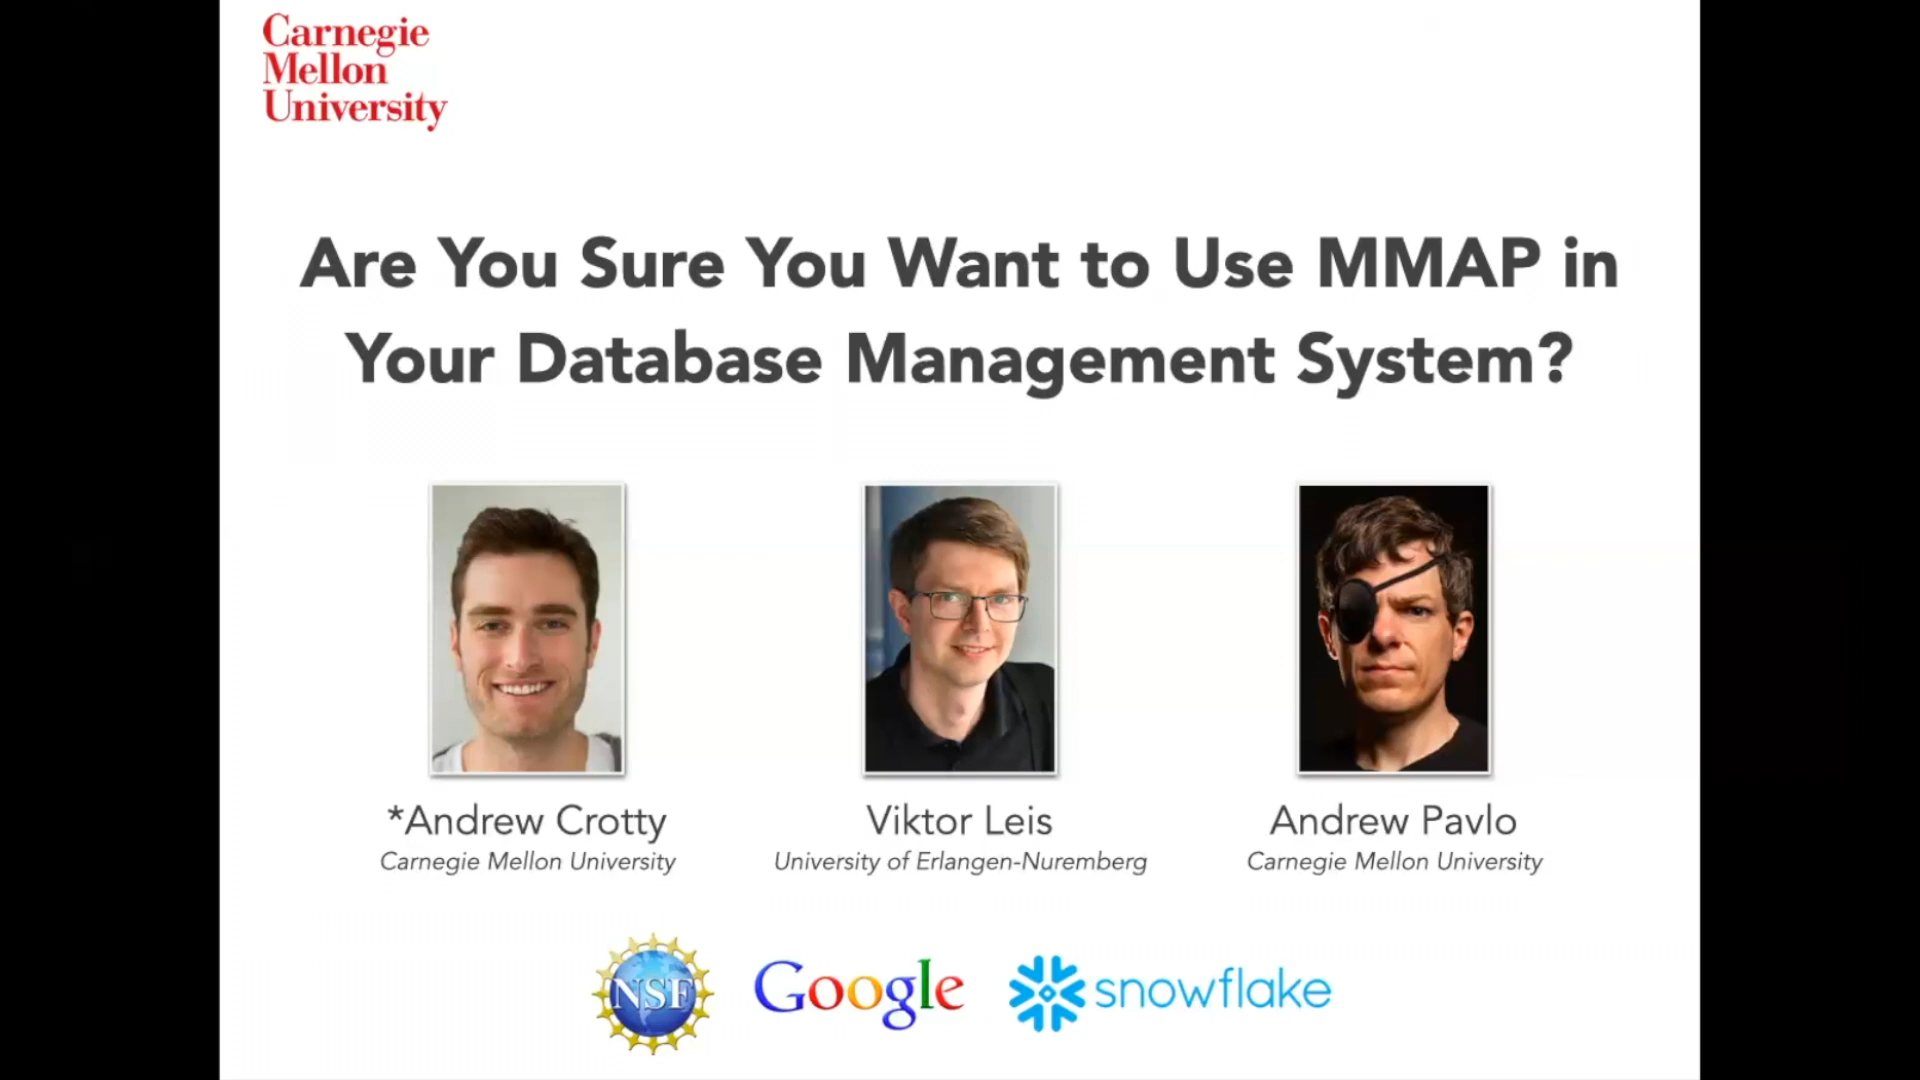 Carnegie
Mellon
University
Are You Sure You Want to Use MMAP in
Your Database Management System?
*Andrew Crotty
Carnegie Mellon University
Viktor Leis
University of Erlangen-Nuremberg
Andrew Pavlo
Carnegie Mellon University
NSF
Google
snowflake